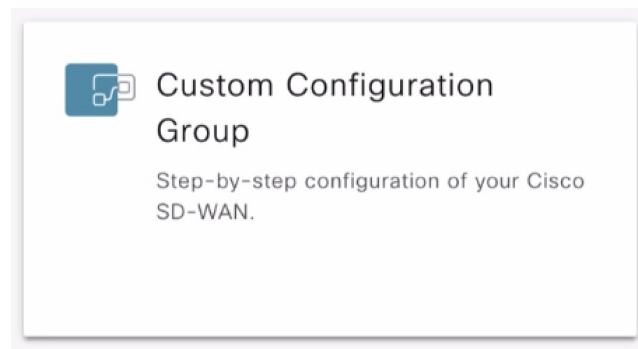 Custom Configuration
Group
Step-by-step configuration of your Cisco
SD-WAN.